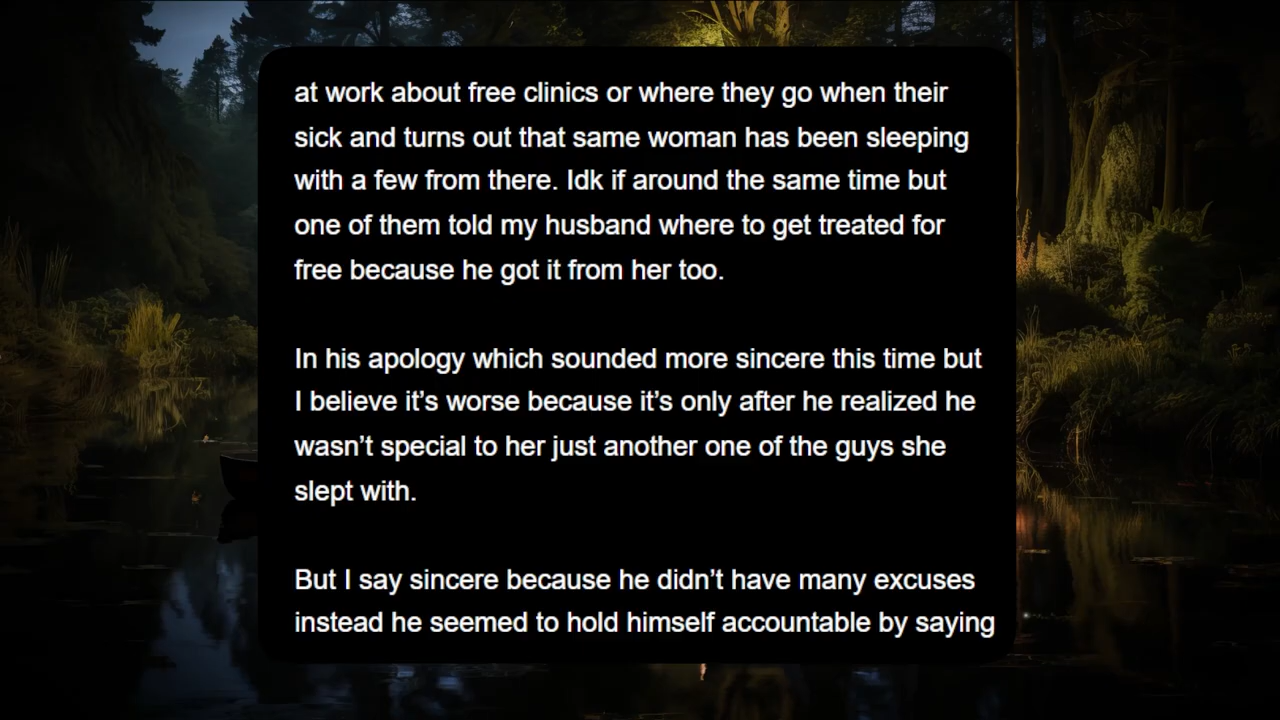 at work about free clinics or where they go when their
sick and turns out that same woman has been sleeping
with a few from there. Idk if around the same time but
one of them told my husband where to get treated for
free because he got it from her too.
In his apology which sounded more sincere this time but
I believe it’s worse because it’s only after he realized he
wasn’t special to her just another one of the guys she
slept with.
But I say sincere because he didn’t have many excuses
instead he seemed to hold himself accountable by saying